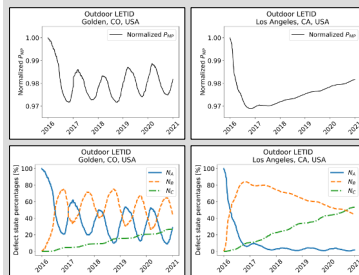 Outdoor LETID
Golden, CO, USA
Normalized P_MP
Normalized P_MP
1.00
0.99
0.98
0.97
2016
2017
2018
2019
2020
2021
Outdoor LETID
Los Angeles, CA, USA
Normalized P_MP
Normalized P_MP
1.00
0.99
0.98
0.97
2016
2017
2018
2019
2020
2021
Outdoor LETID
Golden, CO, USA
N_A
N_B
N_C
Defect state percentages [%]
100
80
60
40
20
0
2016
2017
2018
2019
2020
2021
Outdoor LETID
Los Angeles, CA, USA
N_A
N_B
N_C
Defect state percentages [%]
100
80
60
40
20
0
2016
2017
2018
2019
2020
2021